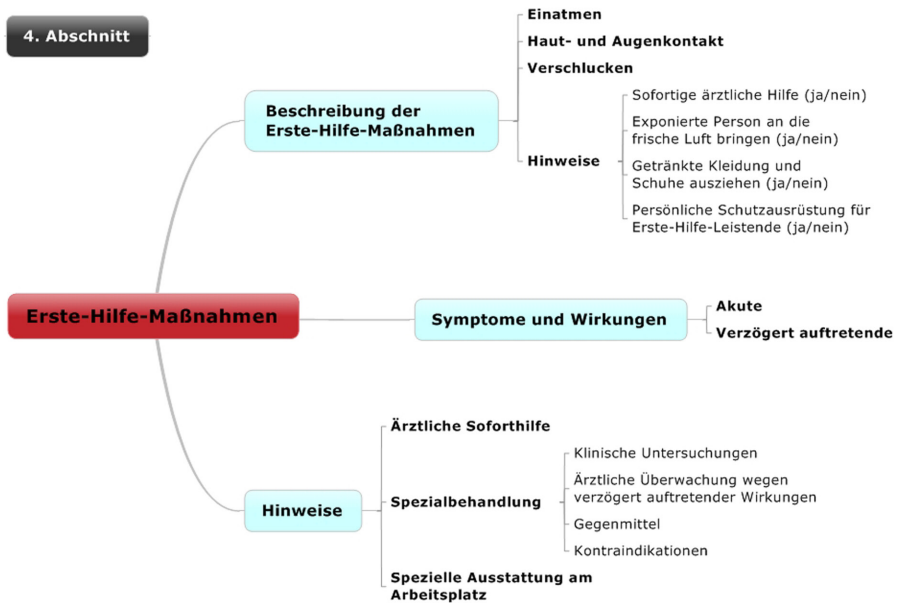 4. Abschnitt
Erste-Hilfe-Maßnahmen
Beschreibung der
Erste-Hilfe-Maßnahmen
Einatmen
Haut- und Augenkontakt
Verschlucken
Hinweise
Sofortige ärztliche Hilfe (ja/nein)
Exponierte Person an die
frische Luft bringen (ja/nein)
Getränkte Kleidung und
Schuhe ausziehen (ja/nein)
Persönliche Schutzausrüstung für
Erste-Hilfe-Leistende (ja/nein)
Symptome und Wirkungen
Akute
Verzögert auftretende
Hinweise
Ärztliche Soforthilfe
Spezialbehandlung
Klinische Untersuchungen
Ärztliche Überwachung wegen
verzögert auftretender Wirkungen
Gegenmittel
Kontraindikationen
Spezielle Ausstattung am
Arbeitsplatz